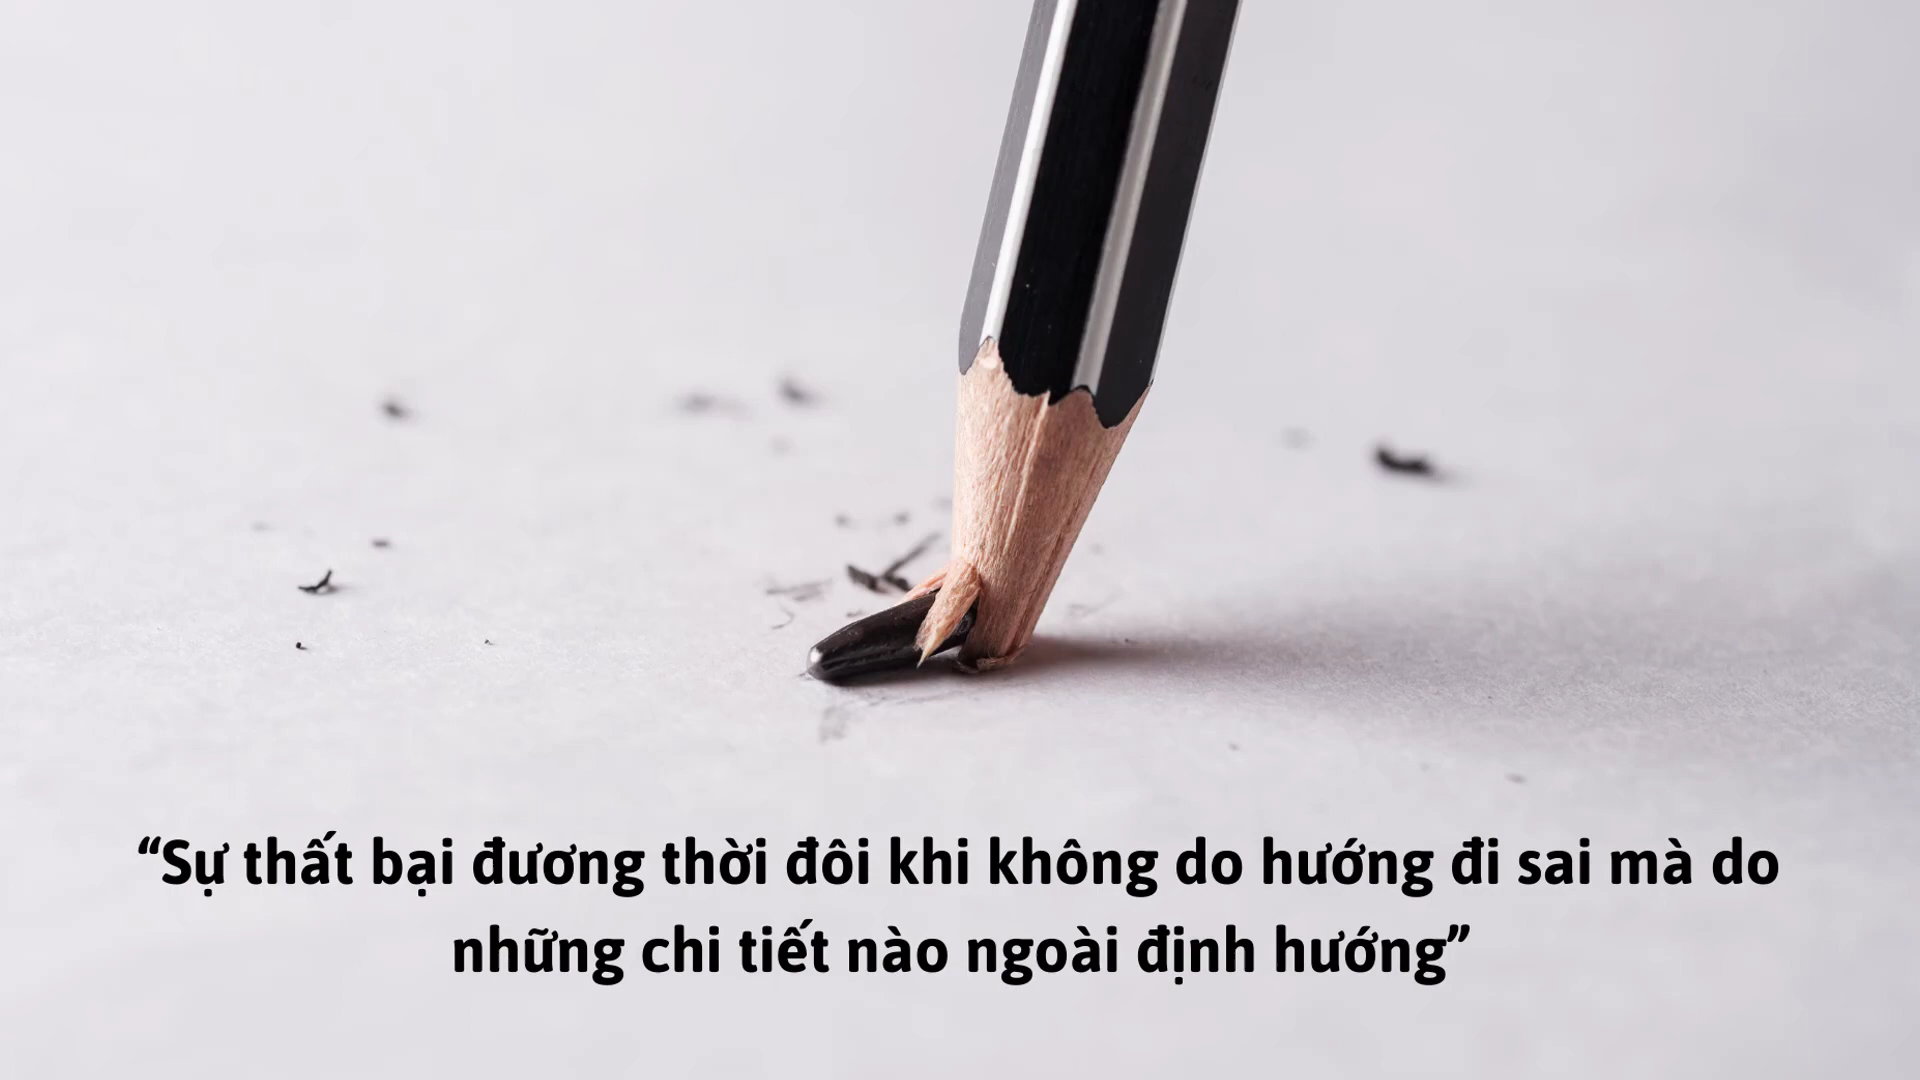 “Sự thất bại đương thời đôi khi không do hướng đi sai mà do
những chi tiết nào ngoài định hướng”